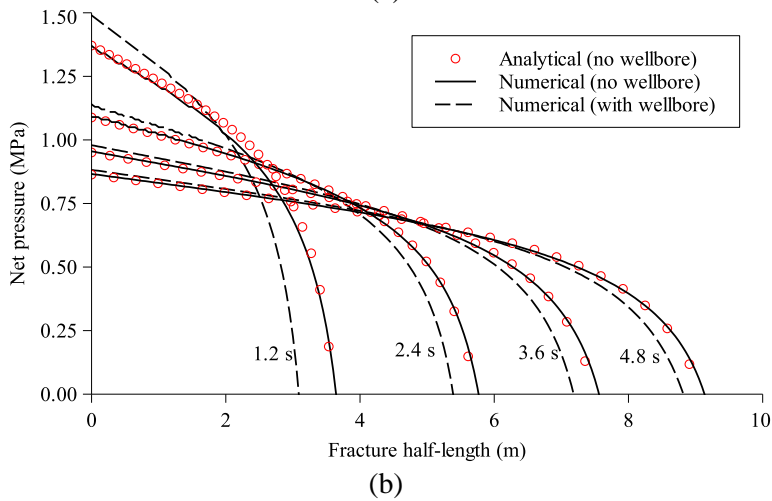 1.50
1.25
1.00
0.75
0.50
0.25
0.00
Net pressure (MPa)
Analytical (no wellbore)
Numerical (no wellbore)
Numerical (with wellbore)
1.2 s
2.4 s
3.6 s
4.8 s
0 2 4 6 8 10
Fracture half-length (m)
(b)